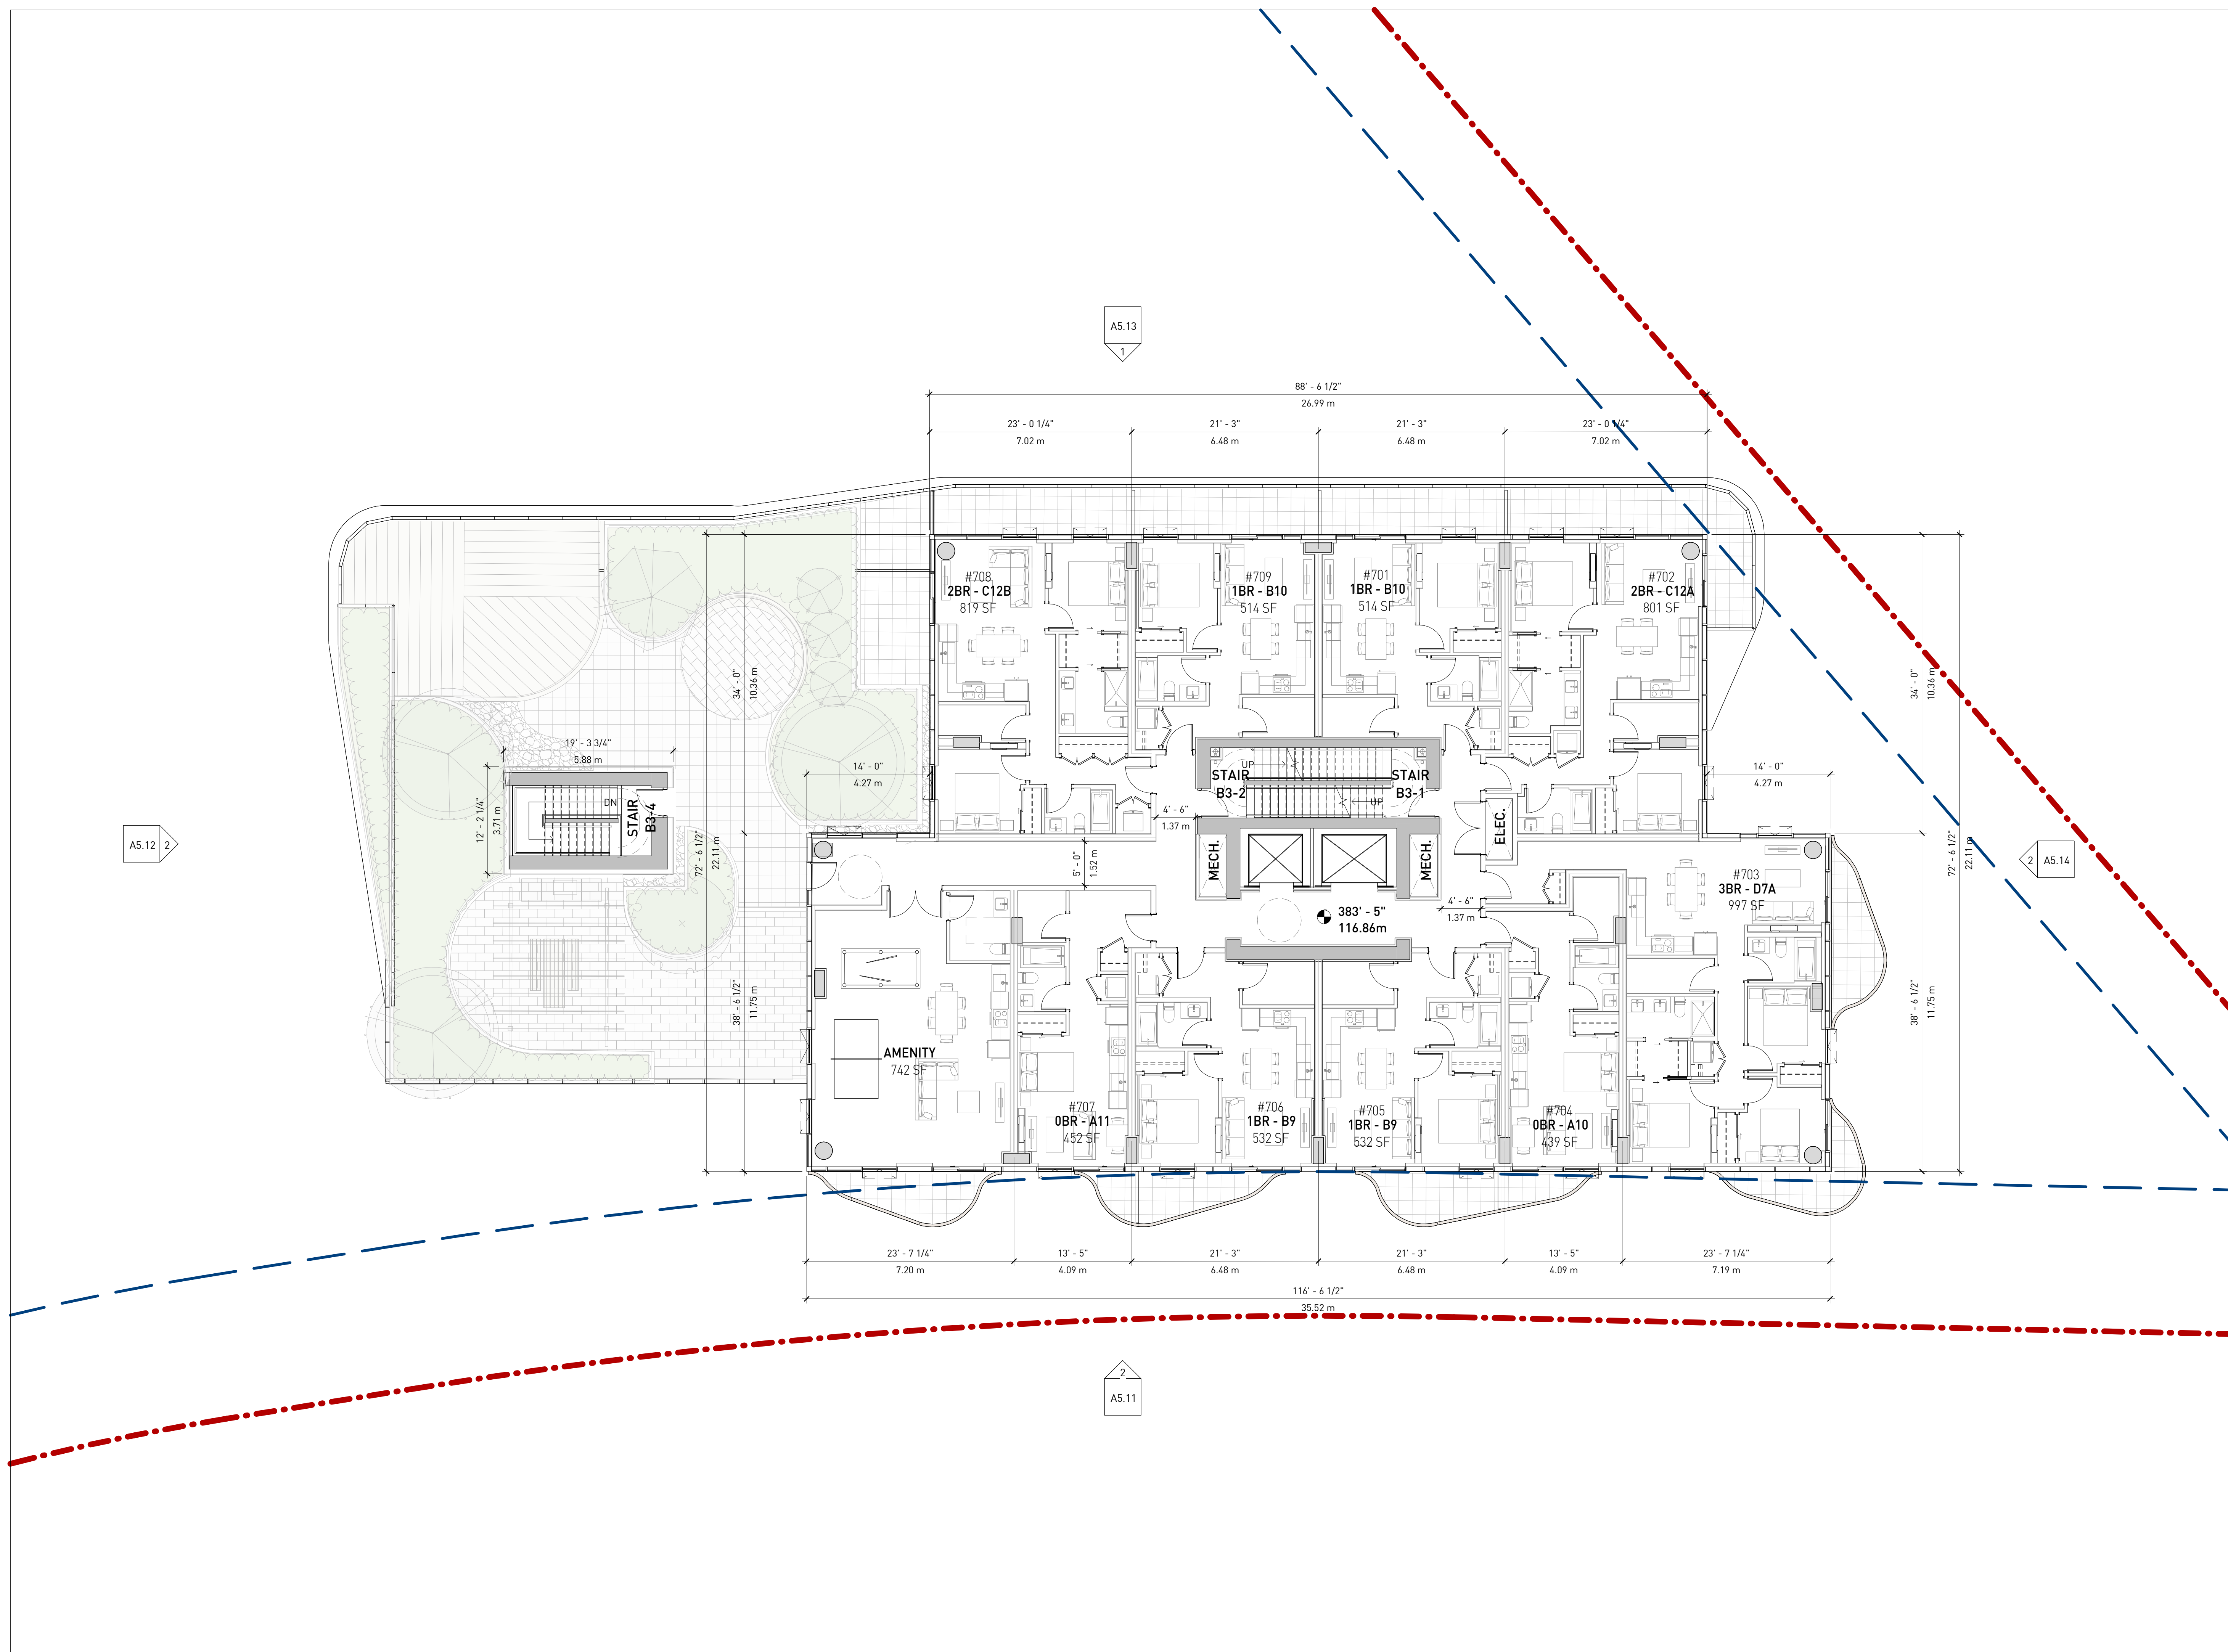 A5.13
1
88' - 6 1/2"
26.99 m
23' - 0 1/4"
7.02 m
21' - 3"
6.48 m
21' - 3"
6.48 m
23' - 0 1/4"
7.02 m
#708
2BR - C12B
819 SF
#709
1BR - B10
514 SF
#701
1BR - B10
514 SF
#702
2BR - C12A
801 SF
34' - 0"
10.36 m
34' - 0"
10.36 m
19' - 3 3/4"
5.88 m
12' - 2 1/4"
3.71 m
DN
STAIR
B3-4
14' - 0"
4.27 m
14' - 0"
4.27 m
UP
STAIR
B3-2
STAIR
B3-1
UP
4' - 6"
1.37 m
ELEC.
A5.12
2
72' - 6 1/2"
22.11 m
5' - 0"
1.52 m
MECH.
MECH.
72' - 6 1/2"
22.11 m
2
A5.14
#703
3BR - D7A
997 SF
4' - 6"
1.37 m
383' - 5"
116.86m
38' - 6 1/2"
11.75 m
38' - 6 1/2"
11.75 m
AMENITY
742 SF
#707
0BR - A11
452 SF
#706
1BR - B9
532 SF
#705
1BR - B9
532 SF
#704
0BR - A10
439 SF
23' - 7 1/4"
7.20 m
13' - 5"
4.09 m
21' - 3"
6.48 m
21' - 3"
6.48 m
13' - 5"
4.09 m
23' - 7 1/4"
7.19 m
116' - 6 1/2"
35.52 m
2
A5.11